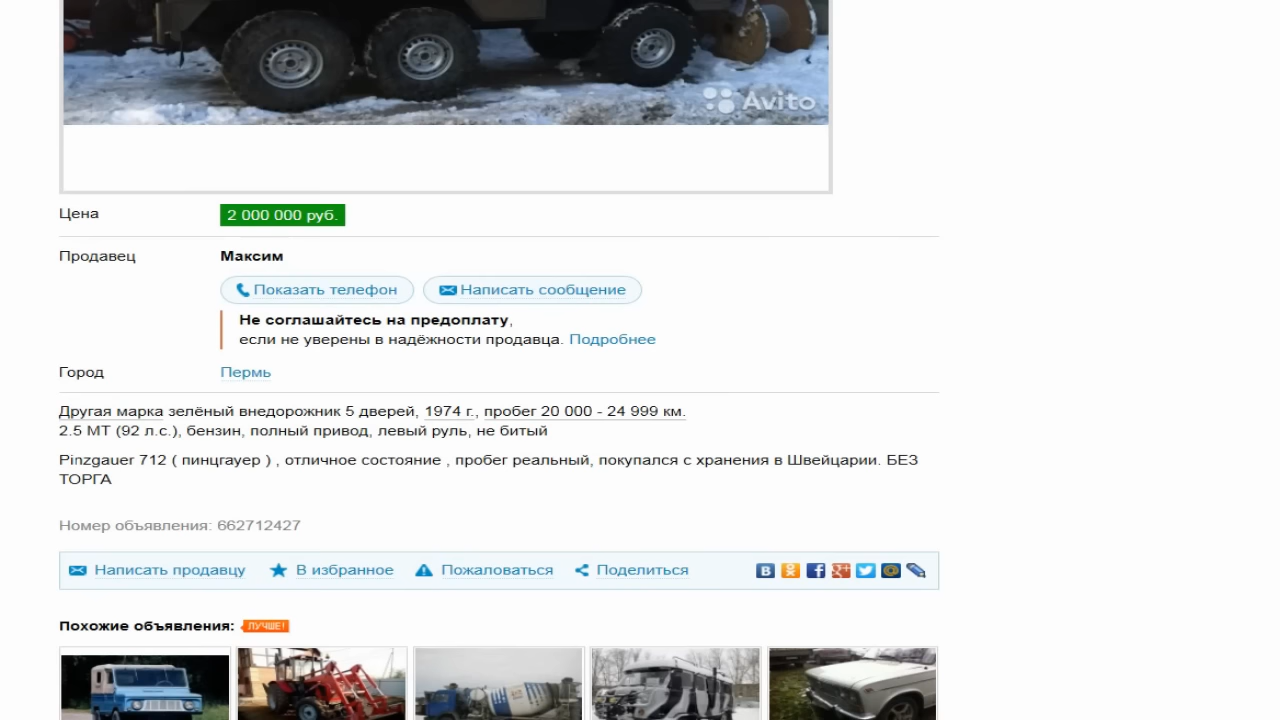 Avito
Цена
2 000 000 руб.
Продавец
Максим
Показать телефон
Написать сообщение
Не соглашайтесь на предоплату,
если не уверены в надёжности продавца. Подробнее
Город
Пермь
Другая марка зелёный внедорожник 5 дверей, 1974 г., пробег 20 000 - 24 999 км.
2.5 MT (92 л.с.), бензин, полный привод, левый руль, не битый
Pinzgauer 712 ( пинцгауер ) , отличное состояние , пробег реальный, покупался с хранения в Швейцарии. БЕЗ
ТОРГА
Номер объявления: 662712427
Написать продавцу
В избранное
Пожаловаться
Поделиться
Похожие объявления: ЛУЧШЕ!